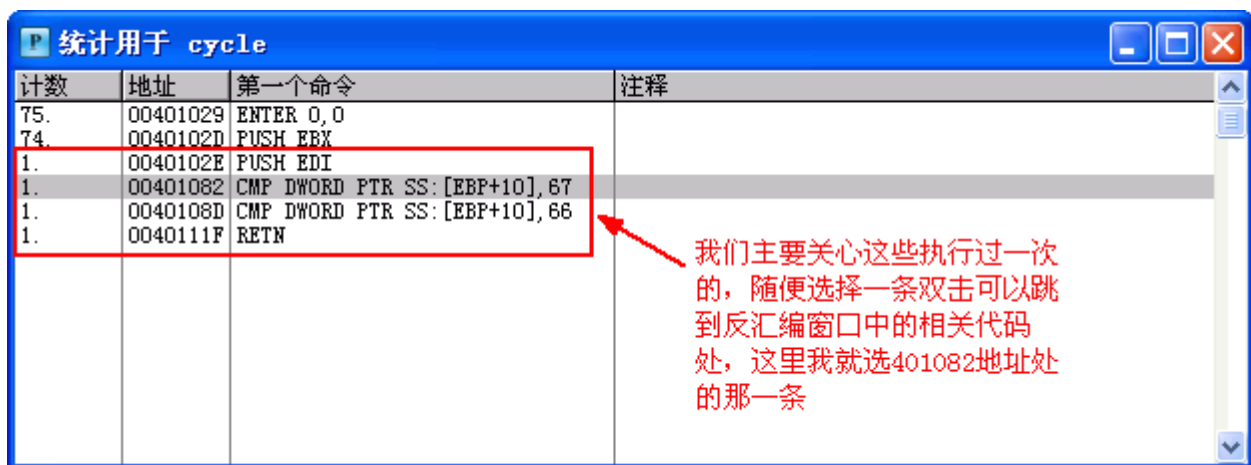 统计用于 cycle
计数 地址 第一个命令 注释
75. 00401029 ENTER 0,0
74. 0040102D PUSH EBX
1. 0040102E PUSH EDI
1. 00401082 CMP DWORD PTR SS:[EBP+10],67
1. 0040108D CMP DWORD PTR SS:[EBP+10],66
1. 0040111F RETN
我们主要关心这些执行过一次
的，随便选择一条双击可以跳
到反汇编窗口中的相关代码
处，这里我就选401082地址处
的那一条